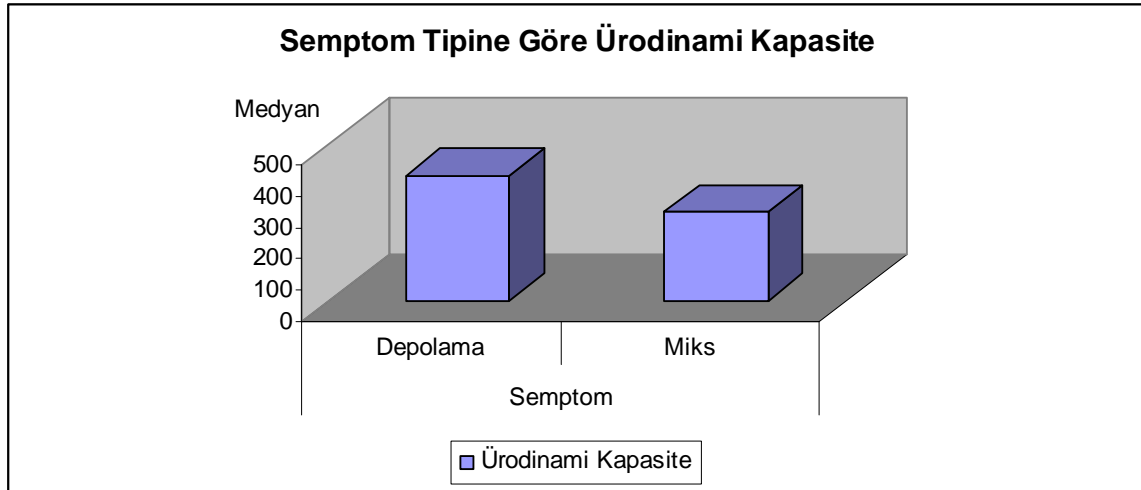 Semptom Tipine Göre Ürodinami Kapasite
Medyan
500
400
300
200
100
0
Depolama Miks
Semptom
Ürodinami Kapasite